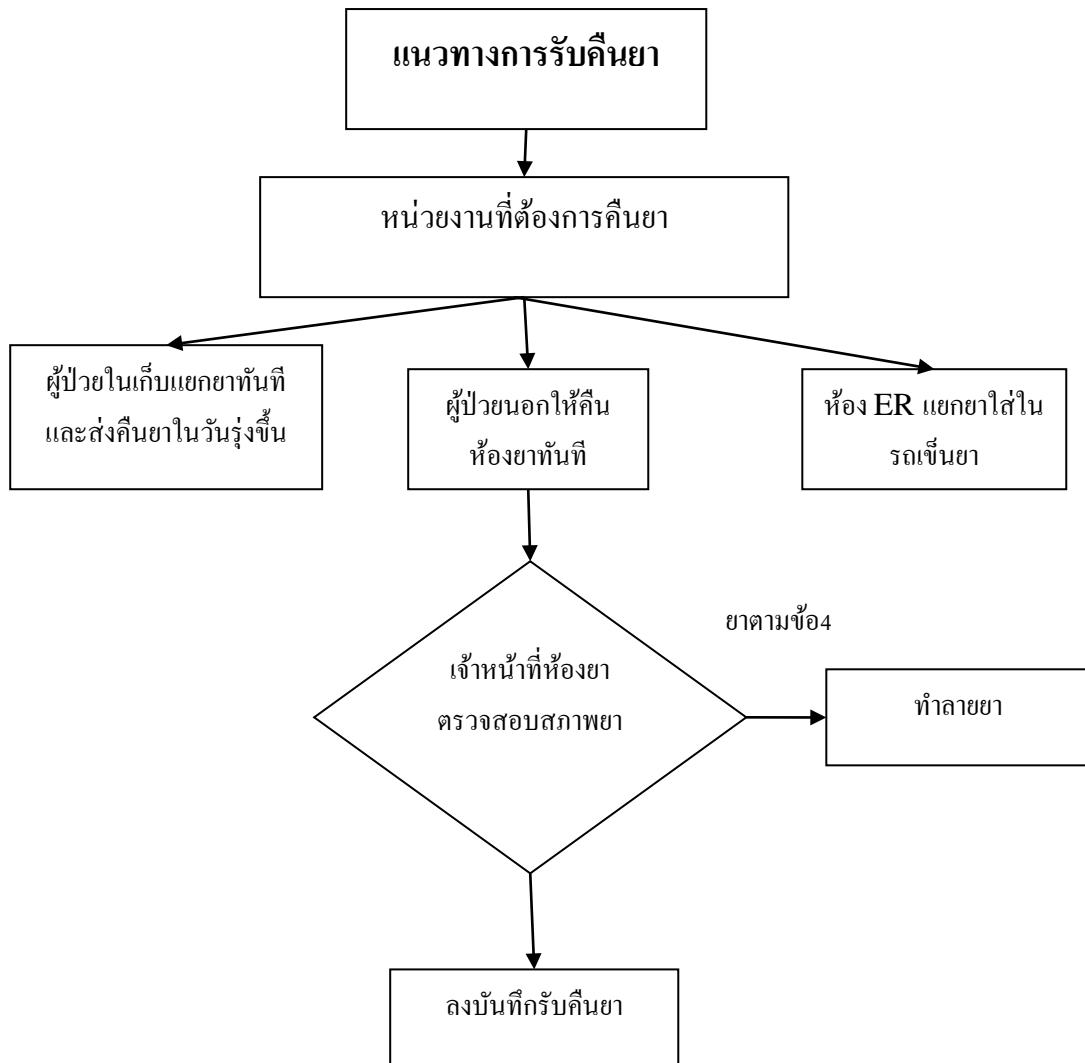 แนวทางการรับคืนยา
หน่วยงานที่ต้องการคืนยา
ผู้ป่วยในเก็บแยกยาทันที
และส่งคืนยาในวันรุ่งขึ้น
ผู้ป่วยนอกให้คืน
ห้องยาทันที
ห้อง ER แยกยาใส่ใน
รถเข็นยา
ยาตามข้อ4
เจ้าหน้าที่ห้องยา
ตรวจสอบสภาพยา
ทำลายยา
ลงบันทึกรับคืนยา